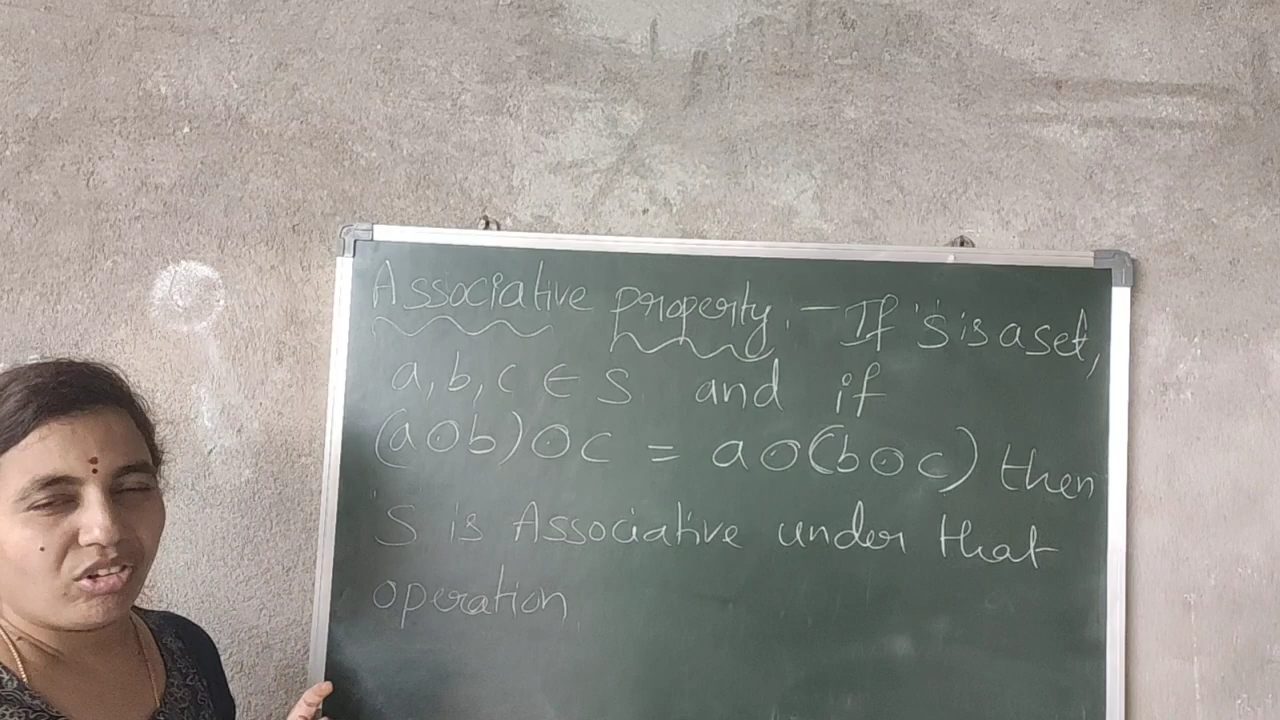 Associative property :- If 'S' is a set,
a, b, c ∈ S and if
(a o b) o c = a o (b o c) then
'S is Associative under that
operation